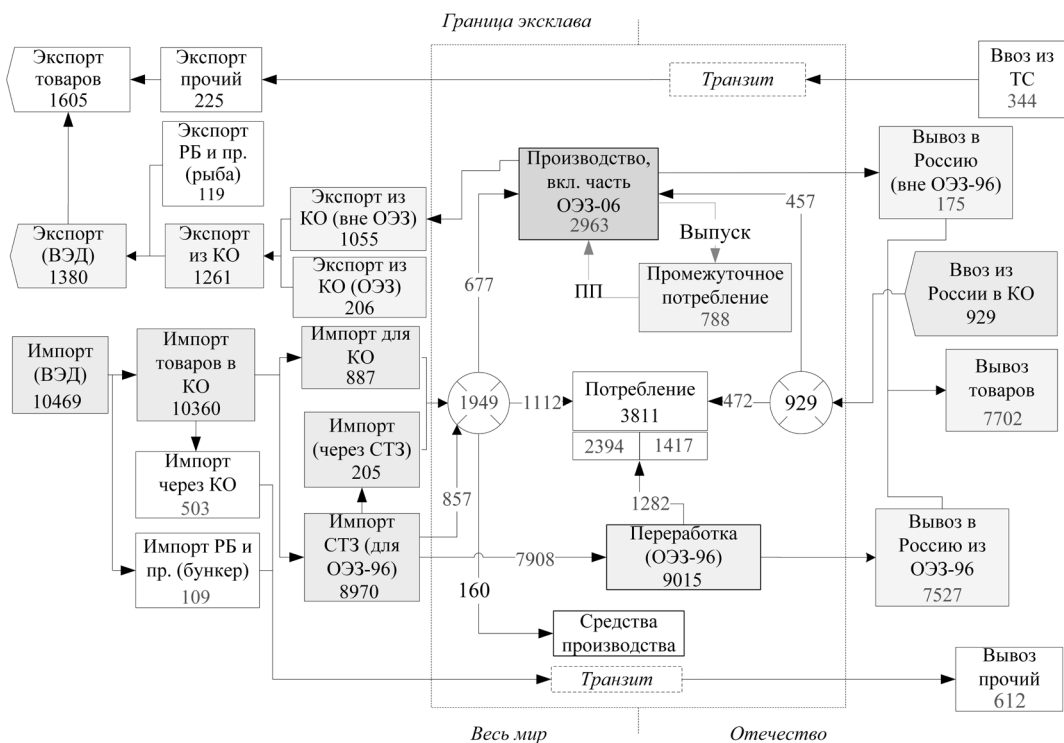 Граница эксклава
Экспорт
товаров
1605
Экспорт
прочий
225
Транзит
Ввоз из
ТС
344
Экспорт
РБ и пр.
(рыба)
119
Производство,
вкл. часть
ОЭЗ-06
2963
Вывоз в
Россию
(вне ОЭЗ-96)
175
457
Экспорт из
КО (вне ОЭЗ)
1055
Экспорт
(ВЭД)
1380
Экспорт
из КО
1261
Выпуск
Экспорт из
КО (ОЭЗ)
206
677
ПП
Промежуточное
потребление
788
Ввоз из
России в КО
929
Импорт
(ВЭД)
10469
Импорт
товаров в
КО
10360
Импорт для
КО
887
1949
1112
Потребление
3811
2394
1417
472
929
Вывоз
товаров
7702
Импорт
(через СТЗ)
205
Импорт
через КО
503
857
1282
Импорт РБ и
пр. (бункер)
109
Импорт
СТЗ (для
ОЭЗ-96)
8970
7908
Переработка
(ОЭЗ-96)
9015
Вывоз в
Россию из
ОЭЗ-96
7527
160
Средства
производства
Транзит
Вывоз
прочий
612
Весь мир
Отечество